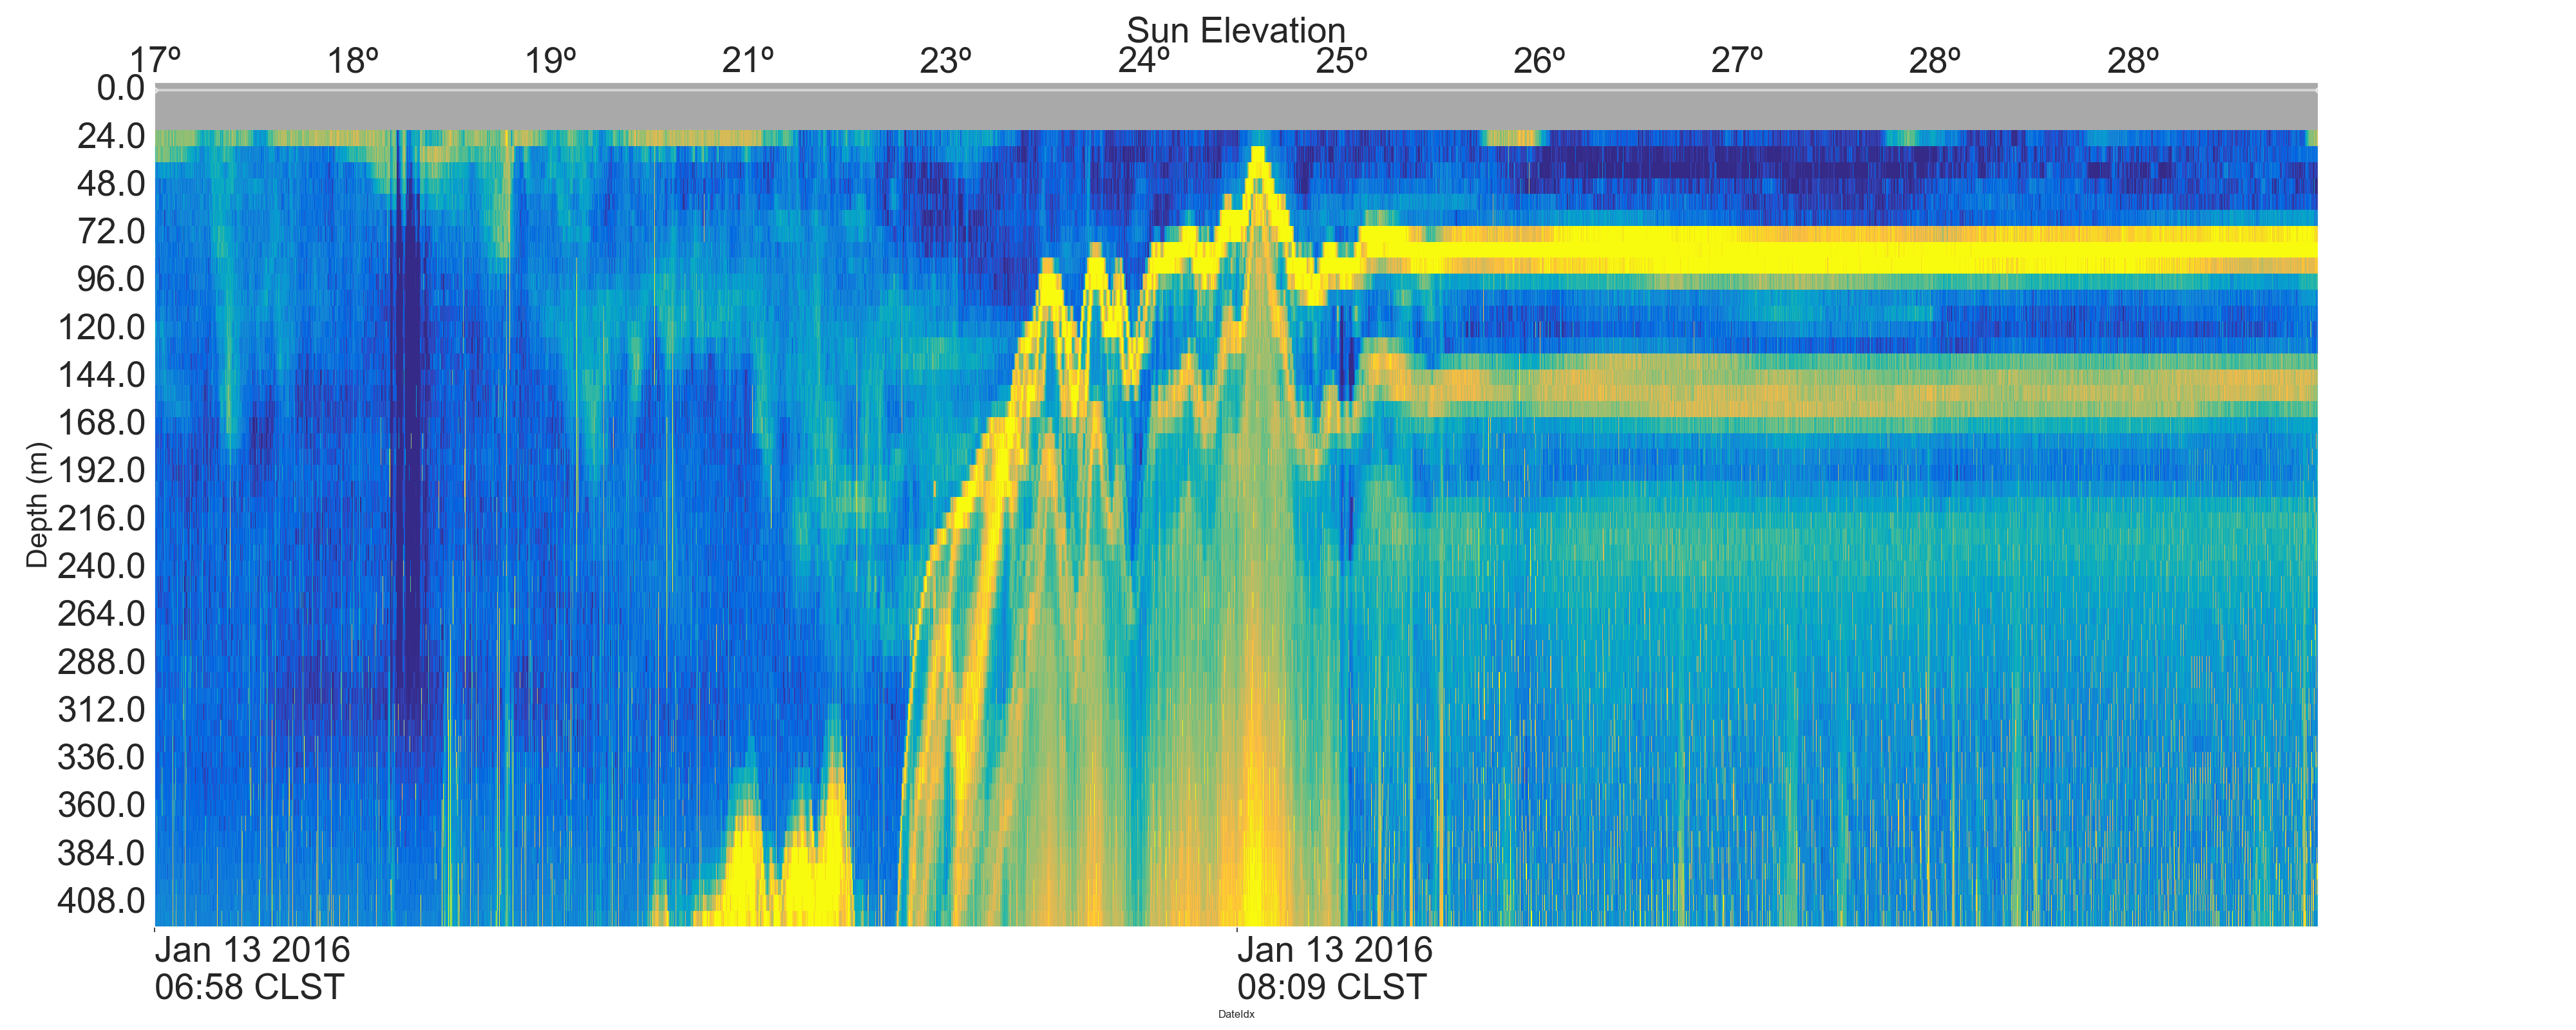 Sun Elevation
17º 18º 19º 21º 23º 24º 25º 26º 27º 28º 28º
0.0
24.0
48.0
72.0
96.0
120.0
144.0
168.0
192.0
216.0
240.0
264.0
288.0
312.0
336.0
360.0
384.0
408.0
Depth (m)
Jan 13 2016
06:58 CLST
Jan 13 2016
08:09 CLST
DateIdx